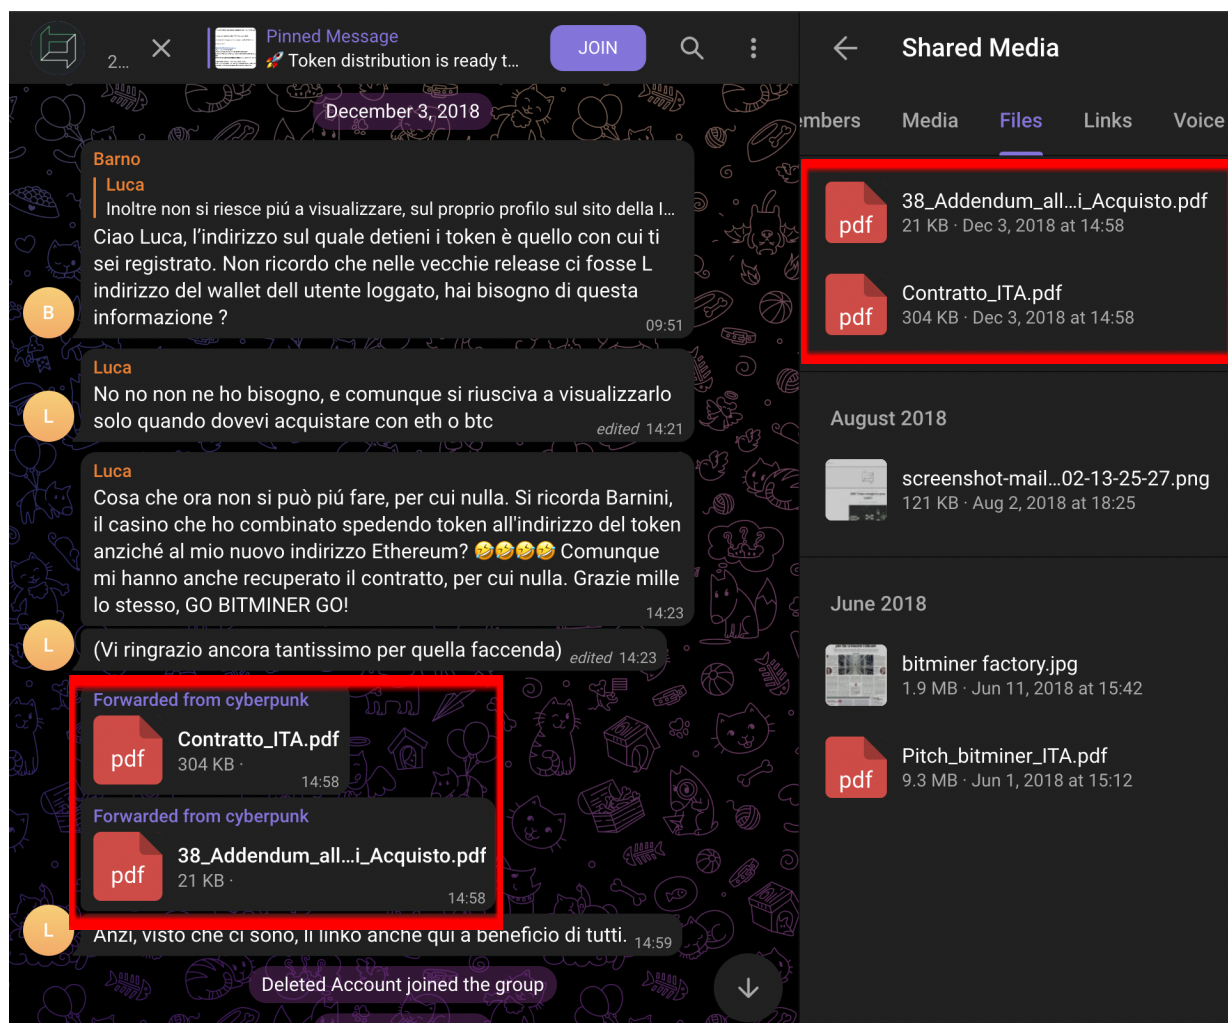 2...
Pinned Message
🚀 Token distribution is ready t...
JOIN
December 3, 2018
Barno
Luca
Inoltre non si riesce piú a visualizzare, sul proprio profilo sul sito della I...
Ciao Luca, l’indirizzo sul quale detieni i token è quello con cui ti
sei registrato. Non ricordo che nelle vecchie release ci fosse L
indirizzo del wallet dell utente loggato, hai bisogno di questa
informazione ?
09:51
B
Luca
No no non ne ho bisogno, e comunque si riusciva a visualizzarlo
solo quando dovevi acquistare con eth o btc
edited 14:21
L
Luca
Cosa che ora non si può piú fare, per cui nulla. Si ricorda Barnini,
il casino che ho combinato spedendo token all'indirizzo del token
anziché al mio nuovo indirizzo Ethereum? 🤣🤣🤣🤣 Comunque
mi hanno anche recuperato il contratto, per cui nulla. Grazie mille
lo stesso, GO BITMINER GO!
14:23
(Vi ringrazio ancora tantissimo per quella faccenda) edited 14:23
L
Forwarded from cyberpunk
pdf
Contratto_ITA.pdf
304 KB ·
14:58
Forwarded from cyberpunk
pdf
38_Addendum_all...i_Acquisto.pdf
21 KB ·
14:58
L
Anzi, visto che ci sono, li linko anche qui a beneficio di tutti. 14:59
Deleted Account joined the group
Shared Media
embers Media Files Links Voice
pdf
38_Addendum_all...i_Acquisto.pdf
21 KB · Dec 3, 2018 at 14:58
pdf
Contratto_ITA.pdf
304 KB · Dec 3, 2018 at 14:58
August 2018
screenshot-mail...02-13-25-27.png
121 KB · Aug 2, 2018 at 18:25
June 2018
bitminer factory.jpg
1.9 MB · Jun 11, 2018 at 15:42
pdf
Pitch_bitminer_ITA.pdf
9.3 MB · Jun 1, 2018 at 15:12